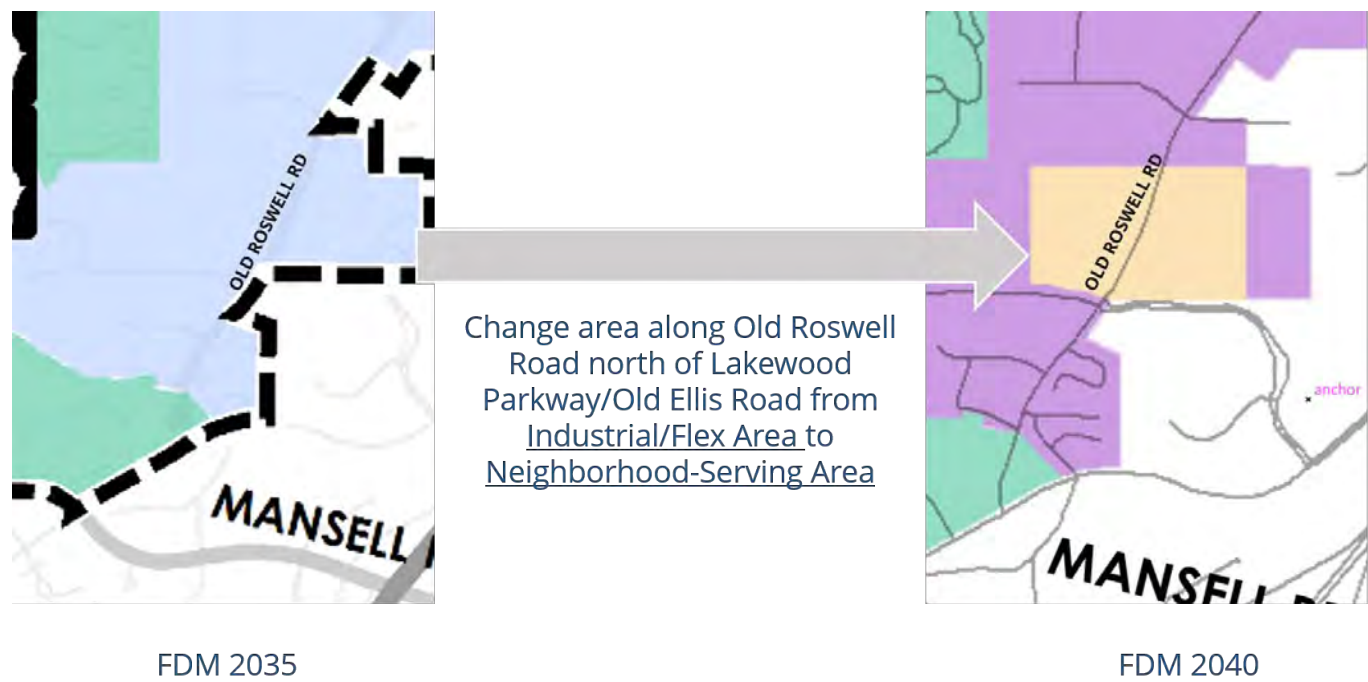 OLD ROSWELL RD
MANSELL
Change area along Old Roswell
Road north of Lakewood
Parkway/Old Ellis Road from
Industrial/Flex Area to
Neighborhood-Serving Area
OLD ROSWELL RD
anchor
MANSELL
FDM 2035
FDM 2040